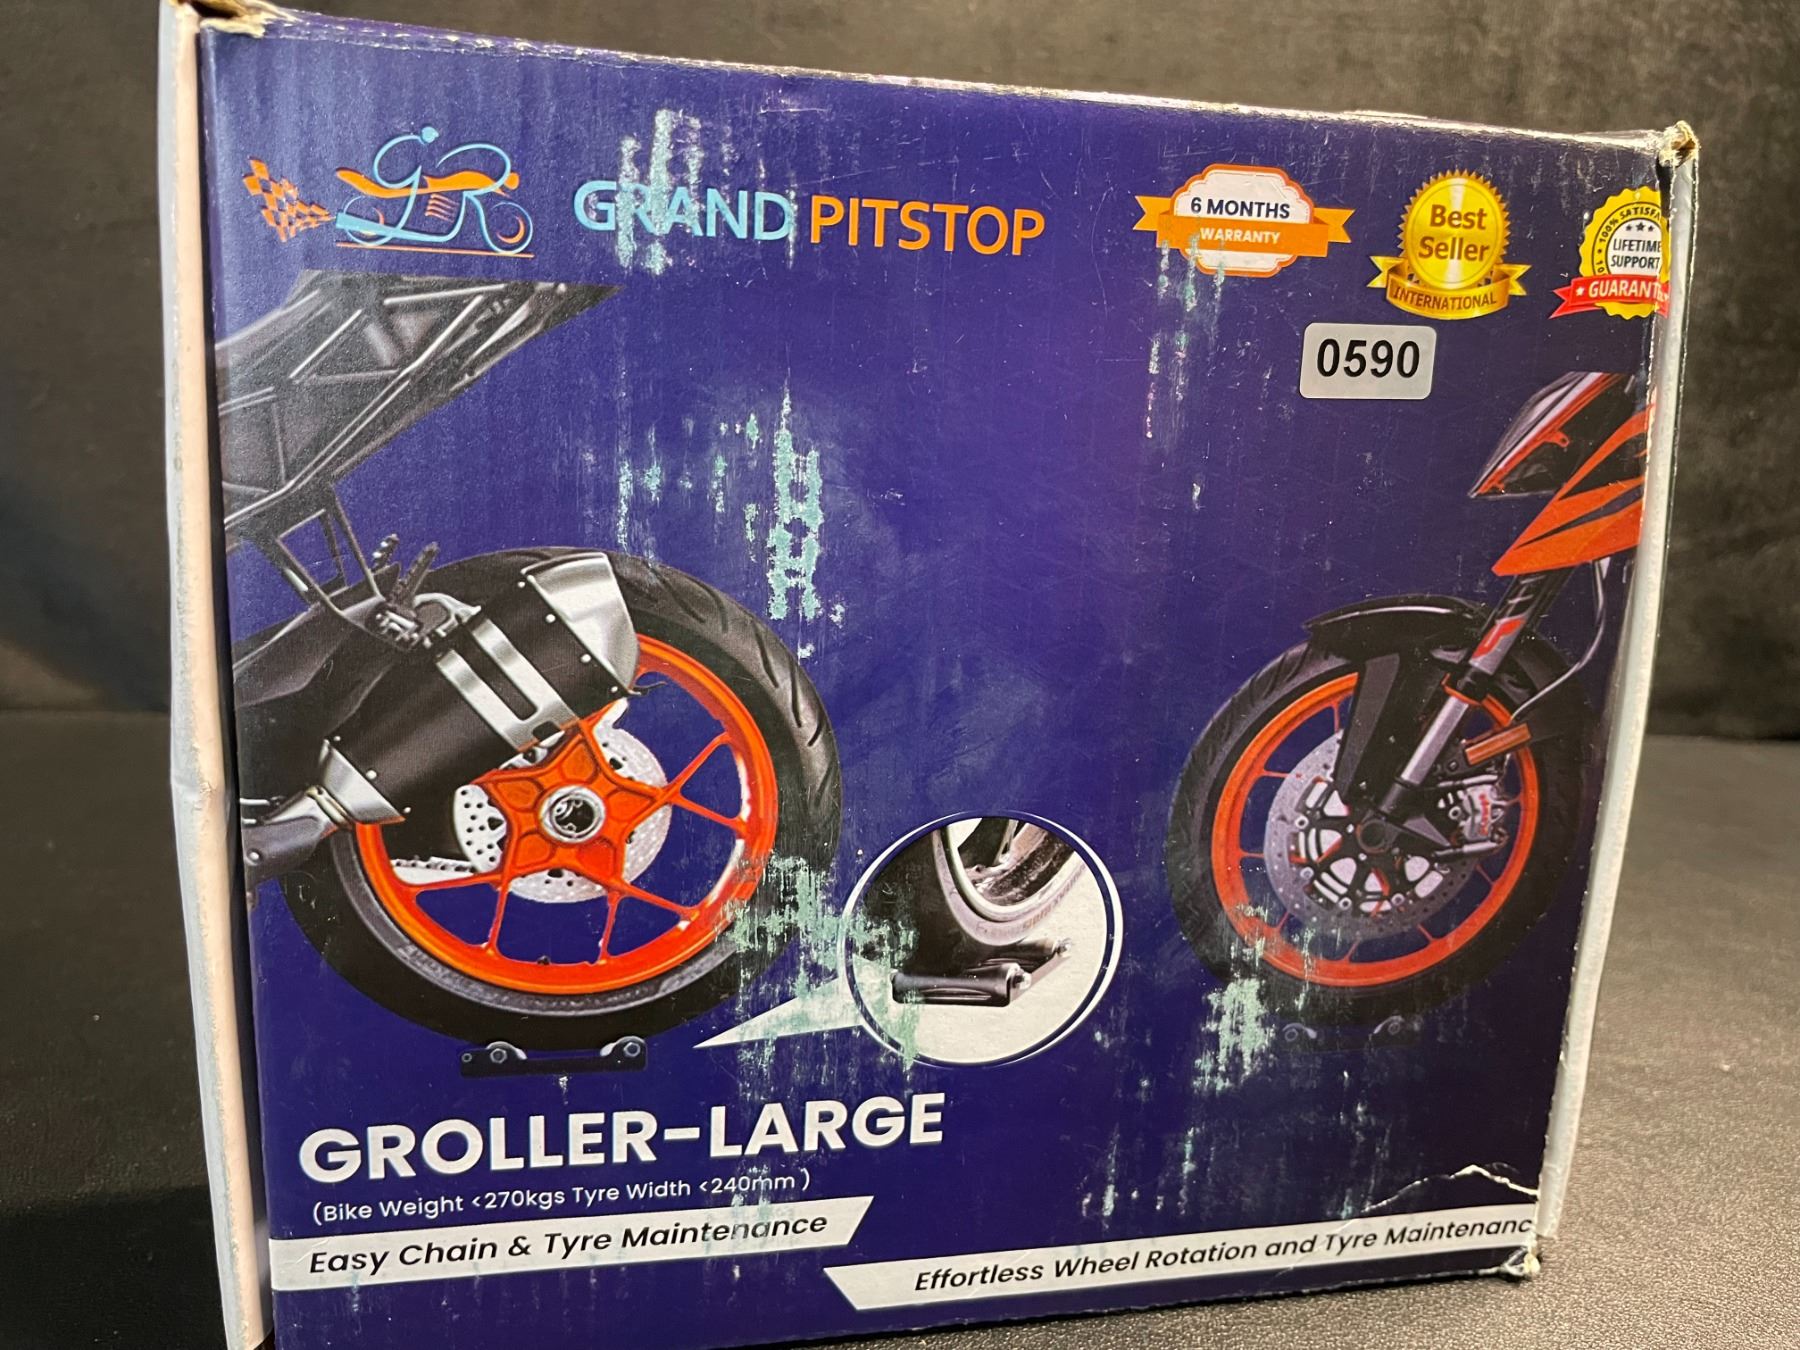 GRAND PITSTOP
6 MONTHS
WARRANTY
Best
Seller
INTERNATIONAL
LIFETIME
SUPPORT
0590
GROLLER-LARGE
(Bike Weight <270kgs Tyre Width <240mm )
Easy Chain & Tyre Maintenance
Effortless Wheel Rotation and Tyre Maintenanc